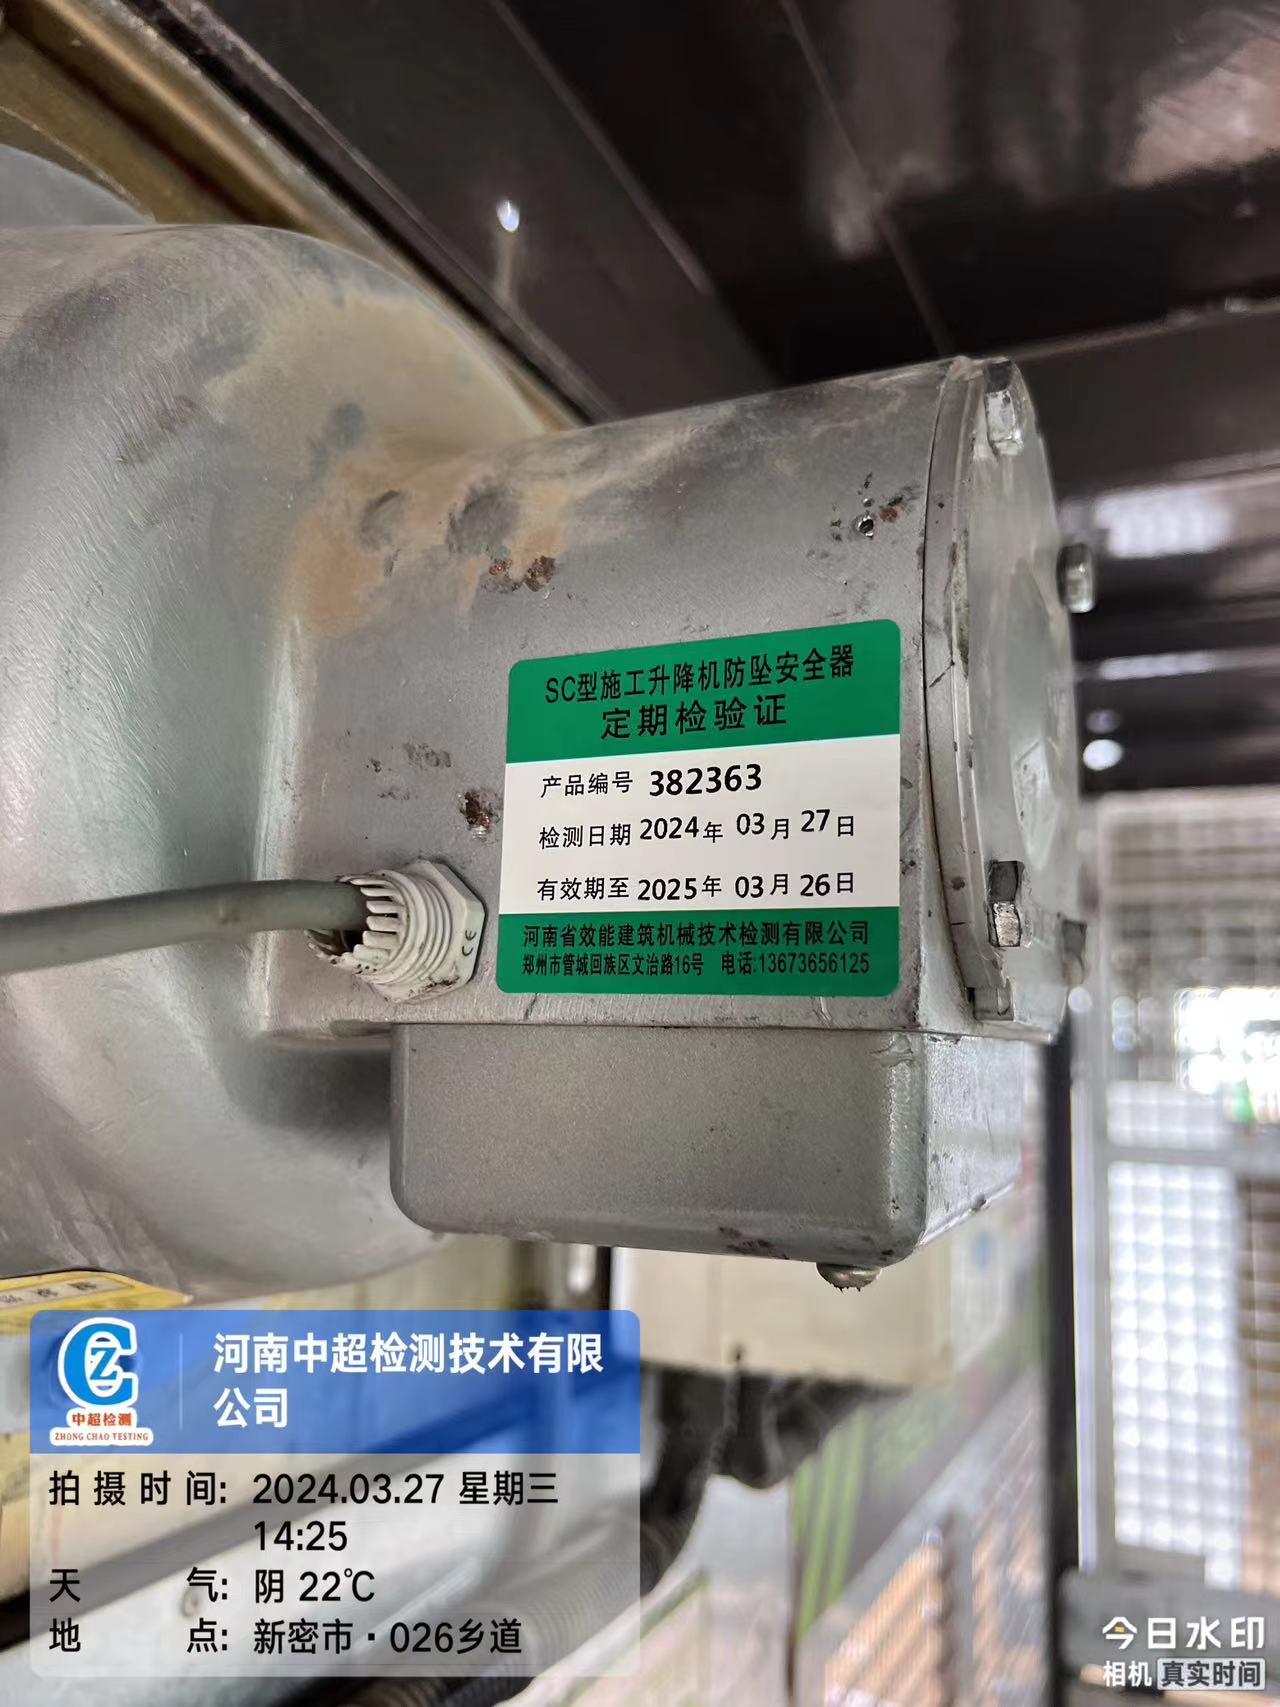 SC型施工升降机防坠安全器
定期检验证
产品编号 382363
检测日期 2024年 03月 27日
有效期至 2025年 03月 26日
河南省效能建筑机械技术检测有限公司
郑州市管城回族区文治路16号 电话:13673656125
CE
中超检测
ZHONG CHAO TESTING
河南中超检测技术有限
公司
拍摄时间: 2024.03.27 星期三
14:25
天 气: 阴 22℃
地 点: 新密市·026乡道
今日水印
相机 真实时间